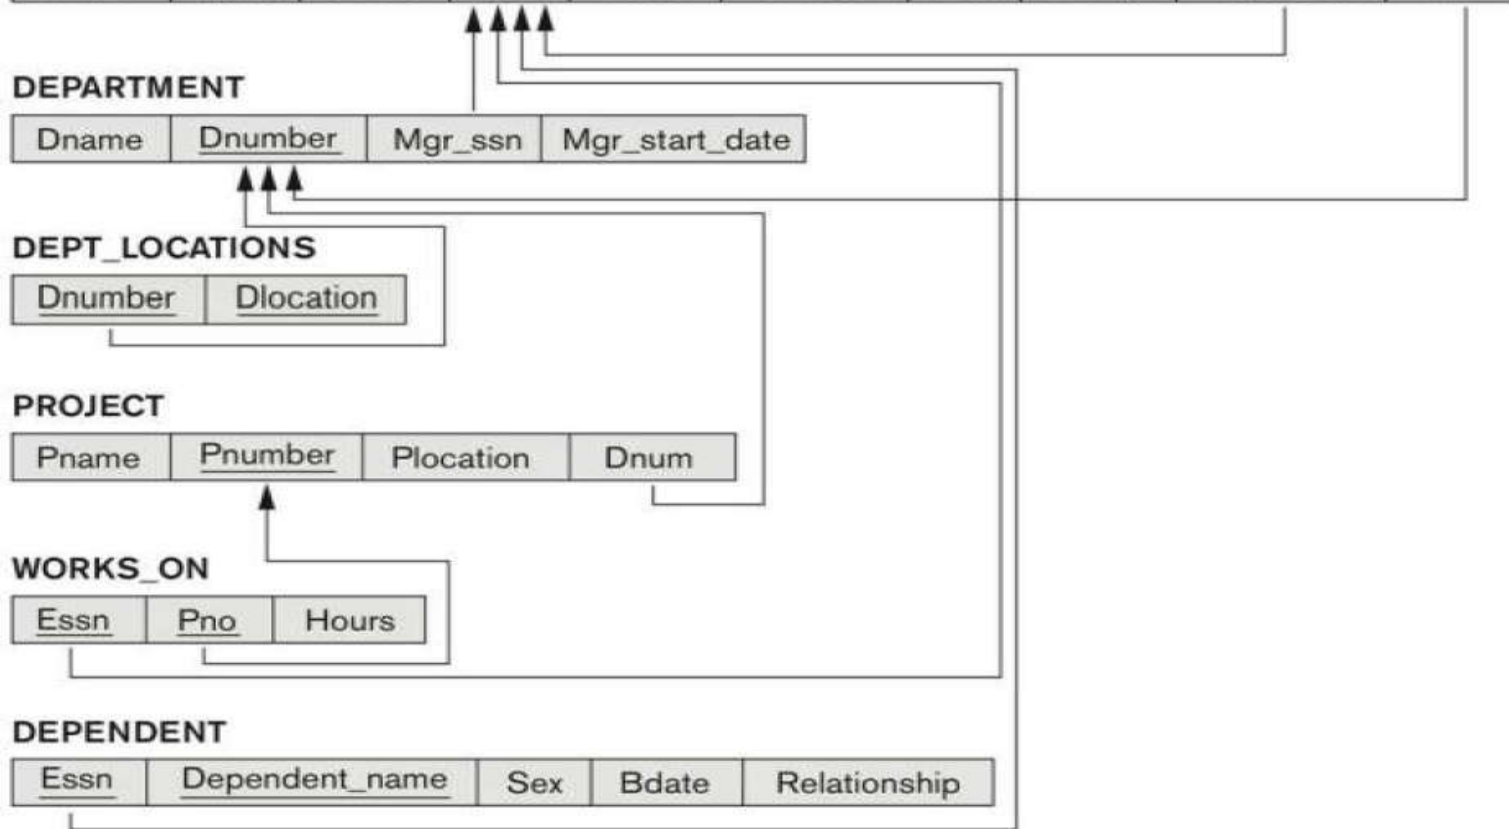 DEPARTMENT
Dname Dnumber Mgr_ssn Mgr_start_date
DEPT_LOCATIONS
Dnumber Dlocation
PROJECT
Pname Pnumber Plocation Dnum
WORKS_ON
Essn Pno Hours
DEPENDENT
Essn Dependent_name Sex Bdate Relationship